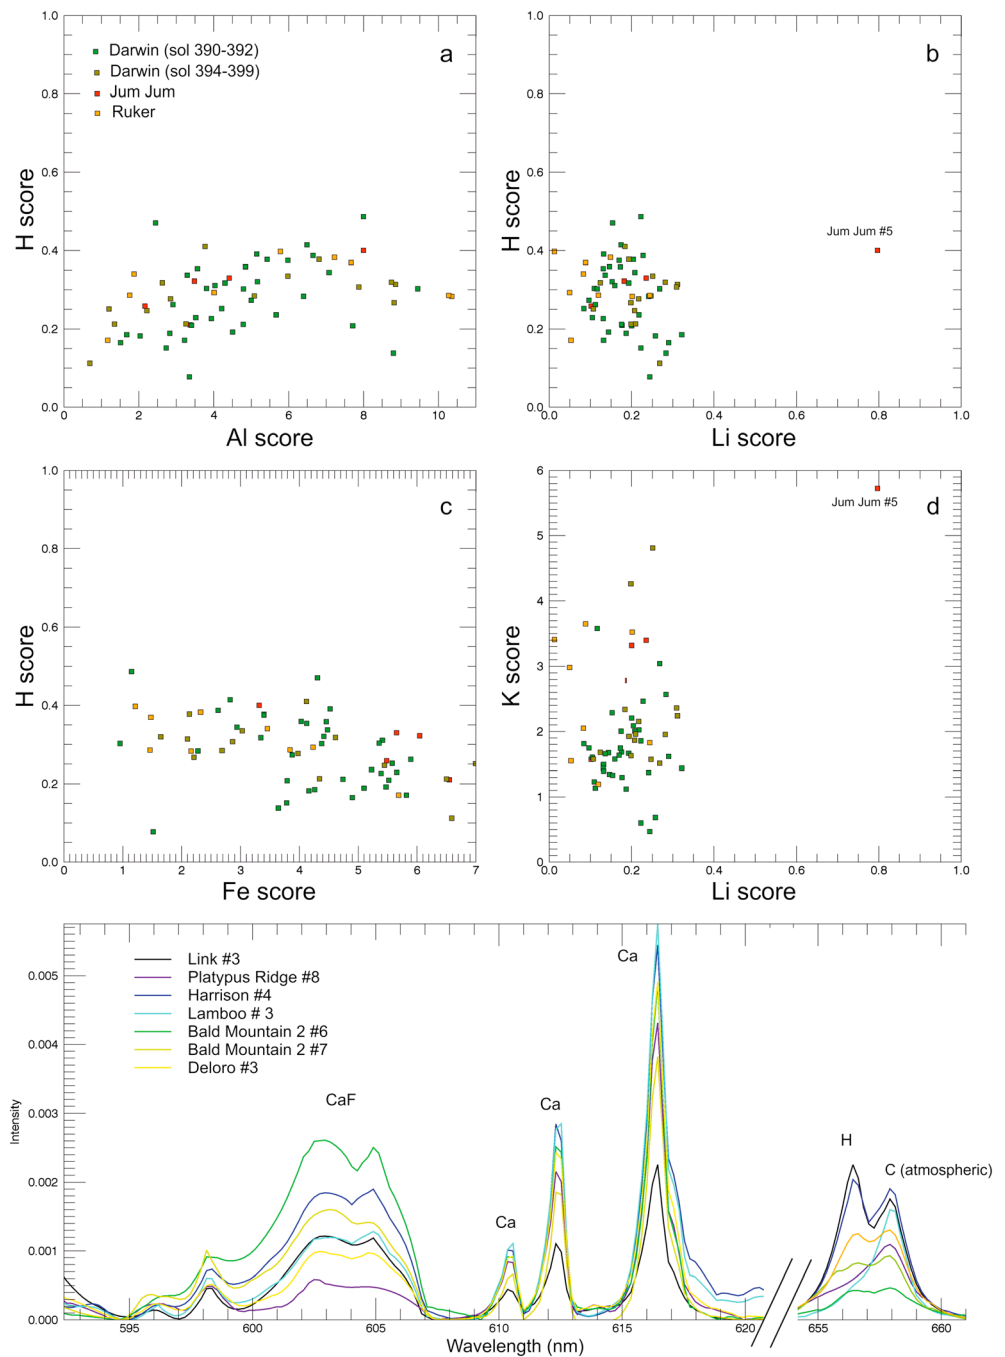 a
Darwin (sol 390-392)
Darwin (sol 394-399)
Jum Jum
Ruker
H score
1.0
0.8
0.6
0.4
0.2
0.0
0 2 4 6 8 10
Al score
b
H score
1.0
0.8
0.6
0.4
0.2
0.0
Jum Jum #5
0.0 0.2 0.4 0.6 0.8 1.0
Li score
c
H score
1.0
0.8
0.6
0.4
0.2
0.0
0 1 2 3 4 5 6 7
Fe score
d
K score
6
5
4
3
2
1
0
Jum Jum #5
0.0 0.2 0.4 0.6 0.8 1.0
Li score
Link #3
Platypus Ridge #8
Harrison #4
Lamboo # 3
Bald Mountain 2 #6
Bald Mountain 2 #7
Deloro #3
Intensity
0.005
0.004
0.003
0.002
0.001
0.000
CaF
Ca
Ca
Ca
H
C (atmospheric)
595 600 605 610 615 620 655 660
Wavelength (nm)